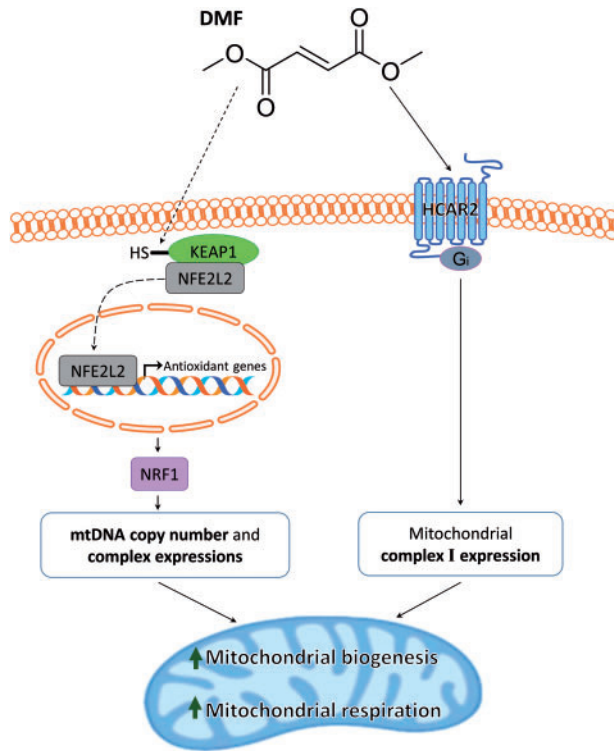 DMF
O
O
O
O
HCAR2
Gi
HS
KEAP1
NFE2L2
NFE2L2
Antioxidant genes
NRF1
mtDNA copy number and
complex expressions
Mitochondrial
complex I expression
Mitochondrial biogenesis
Mitochondrial respiration